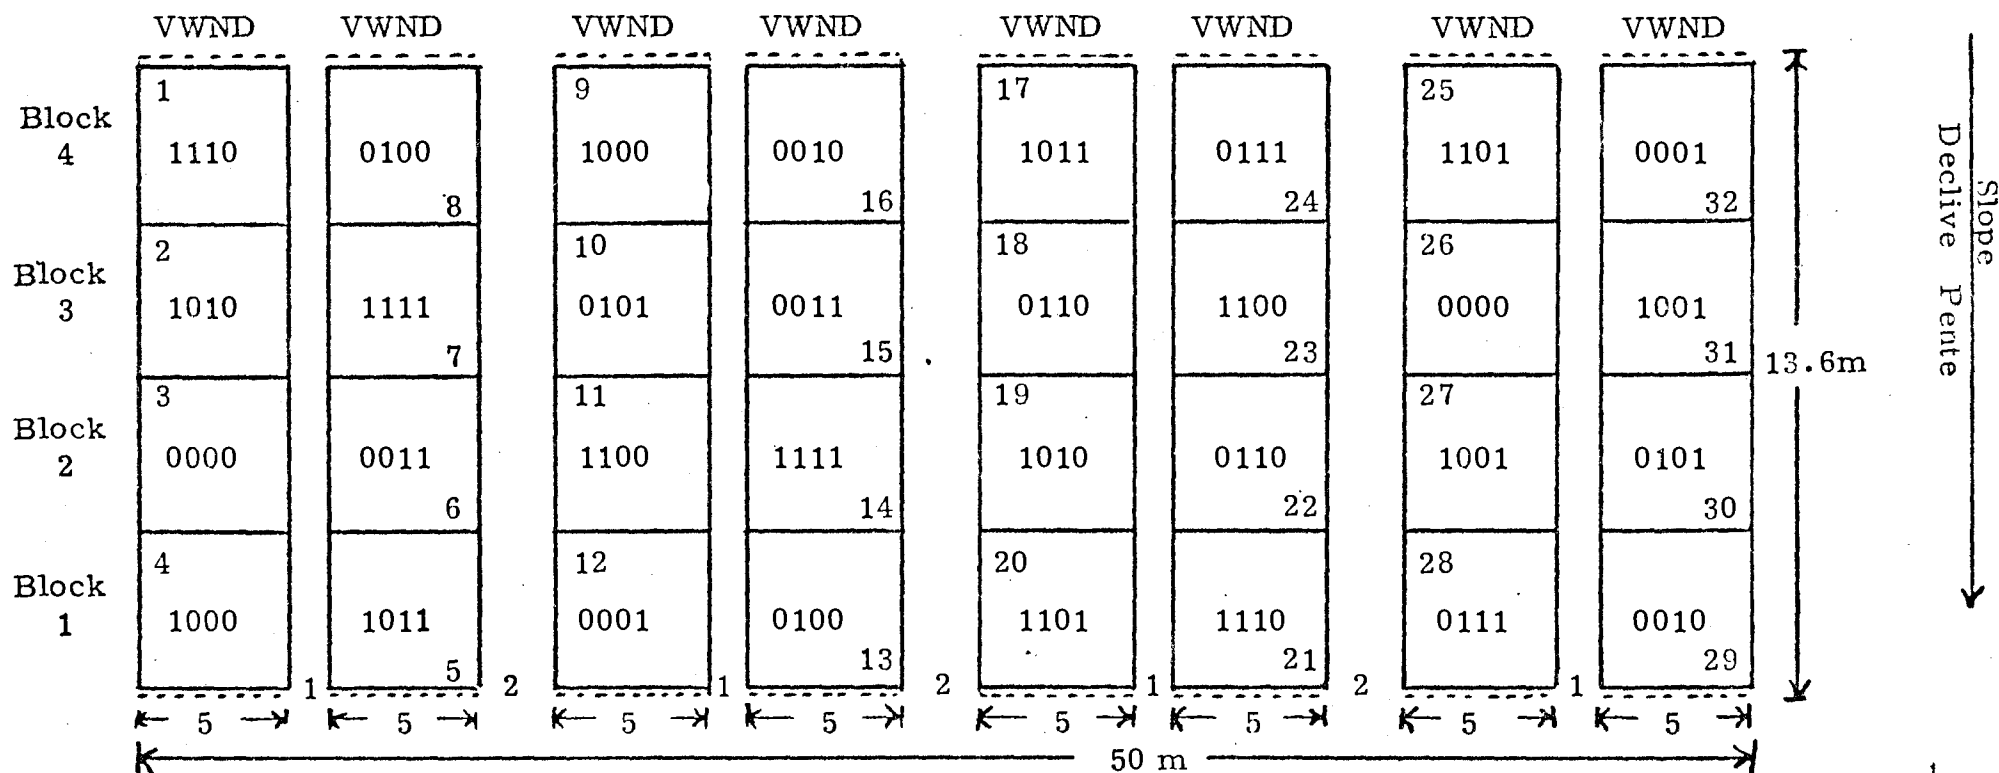 VWND VWND VWND VWND VWND VWND VWND VWND
Block 4
1 1110
0100 8
9 1000
0010 16
17 1011
0111 24
25 1101
0001 32
Block 3
2 1010
1111 7
10 0101
0011 15
18 0110
1100 23
26 0000
1001 31
Block 2
3 0000
0011 6
11 1100
1111 14
19 1010
0110 22
27 1001
0101 30
Block 1
4 1000
1011 5
12 0001
0100 13
20 1101
1110 21
28 0111
0010 29
1 2 1 2 1 2 1
5 5 5 5 5 5 5 5
50 m
13.6m
Slope
Declive Pente